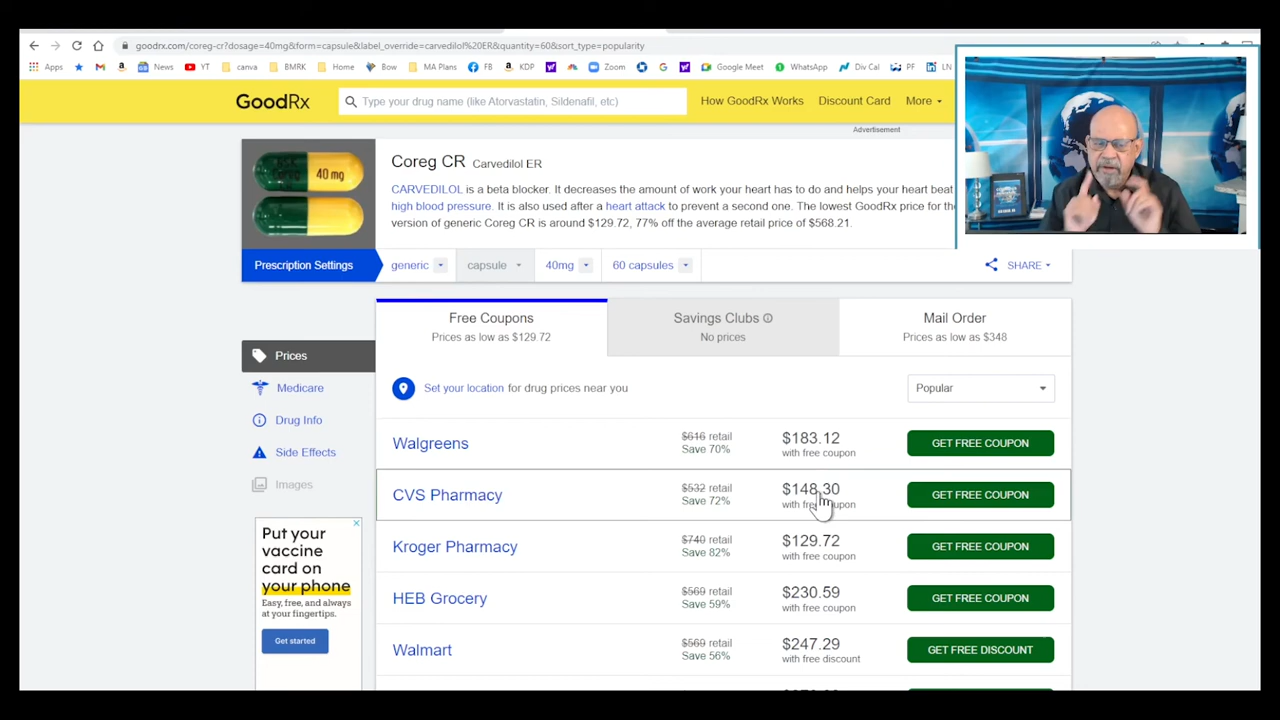 goodrx.com/coreg-cr?dosage=40mg&form=capsule&label_override=carvedilol%20ER&quantity=60&sort_type=popularity
Apps News YT canva BMRK Home Bow MA Plans FB KDP Zoom Google Meet WhatsApp Div Cal PF LN
GoodRx Type your drug name (like Atorvastatin, Sildenafil, etc) How GoodRx Works Discount Card More
Advertisement
40 mg
Coreg CR Carvedilol ER
CARVEDILOL is a beta blocker. It decreases the amount of work your heart has to do and helps your heart beat
high blood pressure. It is also used after a heart attack to prevent a second one. The lowest GoodRx price for the
version of generic Coreg CR is around $129.72, 77% off the average retail price of $568.21.
Prescription Settings generic capsule 40mg 60 capsules SHARE
Free Coupons Savings Clubs Mail Order
Prices as low as $129.72 No prices Prices as low as $348
Prices
Medicare
Drug Info
Side Effects
Images
Set your location for drug prices near you Popular
Walgreens $616 retail $183.12 GET FREE COUPON
Save 70% with free coupon
CVS Pharmacy $532 retail $148.30 GET FREE COUPON
Save 72% with
Kroger Pharmacy $740 retail $129.72 GET FREE COUPON
Save 82% with free coupon
HEB Grocery $569 retail $230.59 GET FREE COUPON
Save 59% with free coupon
Walmart $569 retail $247.29 GET FREE DISCOUNT
Save 56% with free discount
Put your
vaccine
card on
your phone
Easy, free, and always
at your fingertips.
Get started